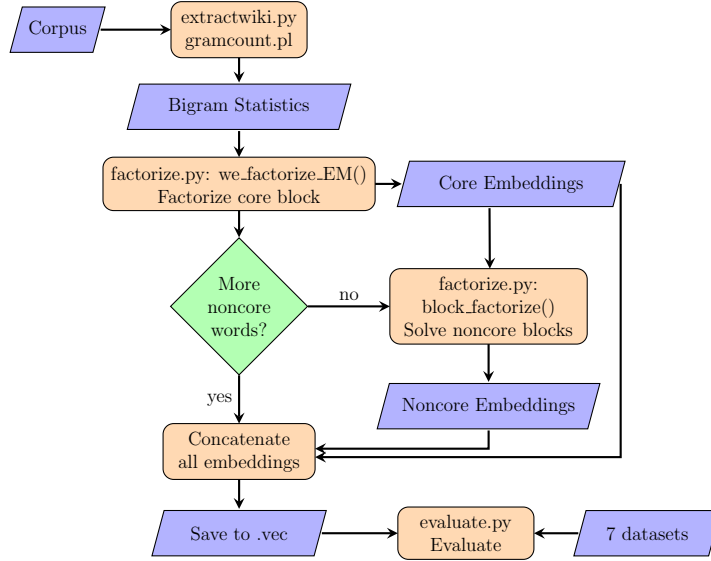 Corpus
extractwiki.py
gramcount.pl
Bigram Statistics
factorize.py: we_factorize_EM()
Factorize core block
Core Embeddings
More
noncore
words?
no
factorize.py:
block_factorize()
Solve noncore blocks
yes
Noncore Embeddings
Concatenate
all embeddings
Save to .vec
evaluate.py
Evaluate
7 datasets